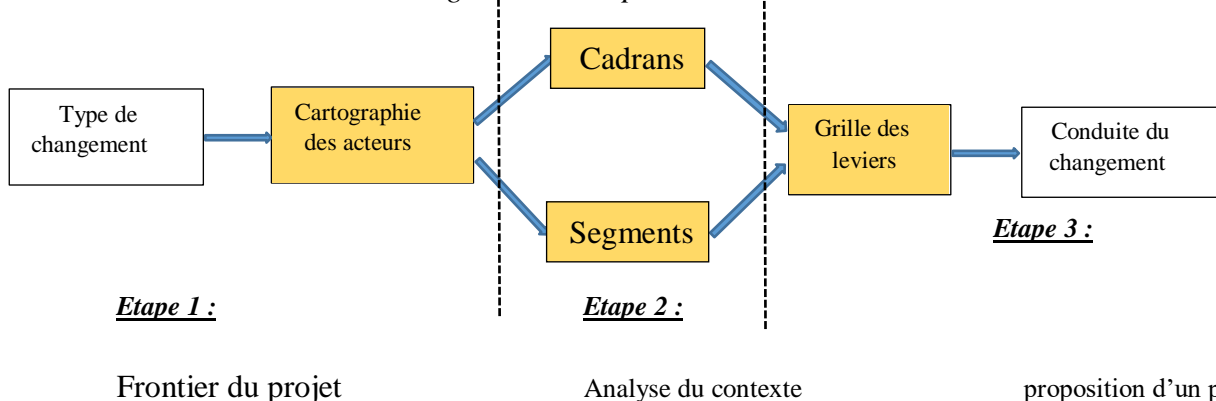 Cadrans
Type de
changement
Cartographie
des acteurs
Grille des
leviers
Conduite du
changement
Segments
Etape 3 :
Etape 1 :
Etape 2 :
Frontier du projet
Analyse du contexte
proposition d'un p